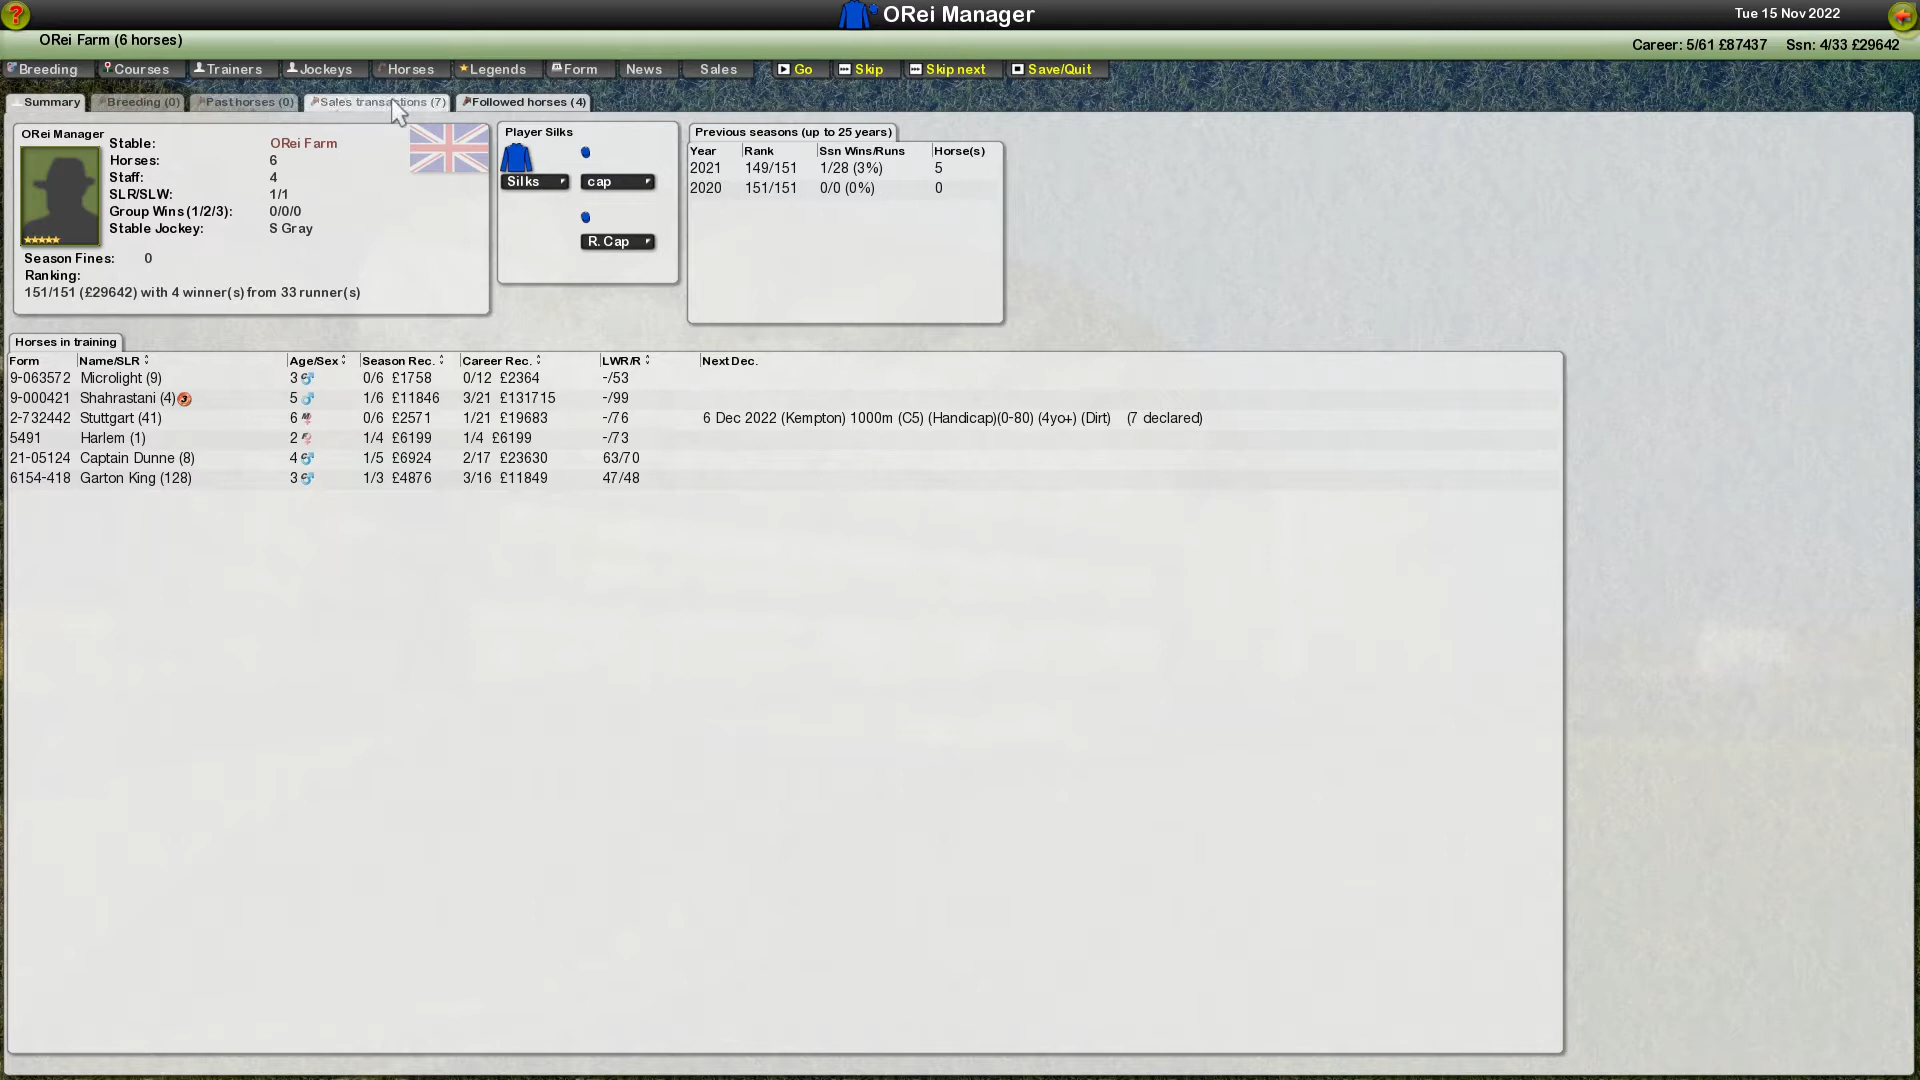 ?
ORei Manager
Tue 15 Nov 2022
ORei Farm (6 horses)
Career: 5/61 £87437 Ssn: 4/33 £29642
Breeding Courses Trainers Jockeys Horses Legends Form News Sales Go Skip Skip next Save/Quit
Summary Breeding (0) Past horses (0) Sales transactions (7) Followed horses (4)
ORei Manager
Stable: ORei Farm
Horses: 6
Staff: 4
SLR/SLW: 1/1
Group Wins (1/2/3): 0/0/0
Stable Jockey: S Gray
Season Fines: 0
Ranking:
151/151 (£29642) with 4 winner(s) from 33 runner(s)
Player Silks
Silks cap
R. Cap
Previous seasons (up to 25 years)
Year Rank Ssn Wins/Runs Horse(s)
2021 149/151 1/28 (3%) 5
2020 151/151 0/0 (0%) 0
Horses in training
Form Name/SLR Age/Sex Season Rec. Career Rec. LWR/R Next Dec.
9-063572 Microlight (9) 3 0/6 £1758 0/12 £2364 -/53
9-000421 Shahrastani (4) 3 5 1/6 £11846 3/21 £131715 -/99
2-732442 Stuttgart (41) 6 M 0/6 £2571 1/21 £19683 -/76 6 Dec 2022 (Kempton) 1000m (C5) (Handicap)(0-80) (4yo+) (Dirt) (7 declared)
5491 Harlem (1) 2 1/4 £6199 1/4 £6199 -/73
21-05124 Captain Dunne (8) 4 1/5 £6924 2/17 £23630 63/70
6154-418 Garton King (128) 3 1/3 £4876 3/16 £11849 47/48